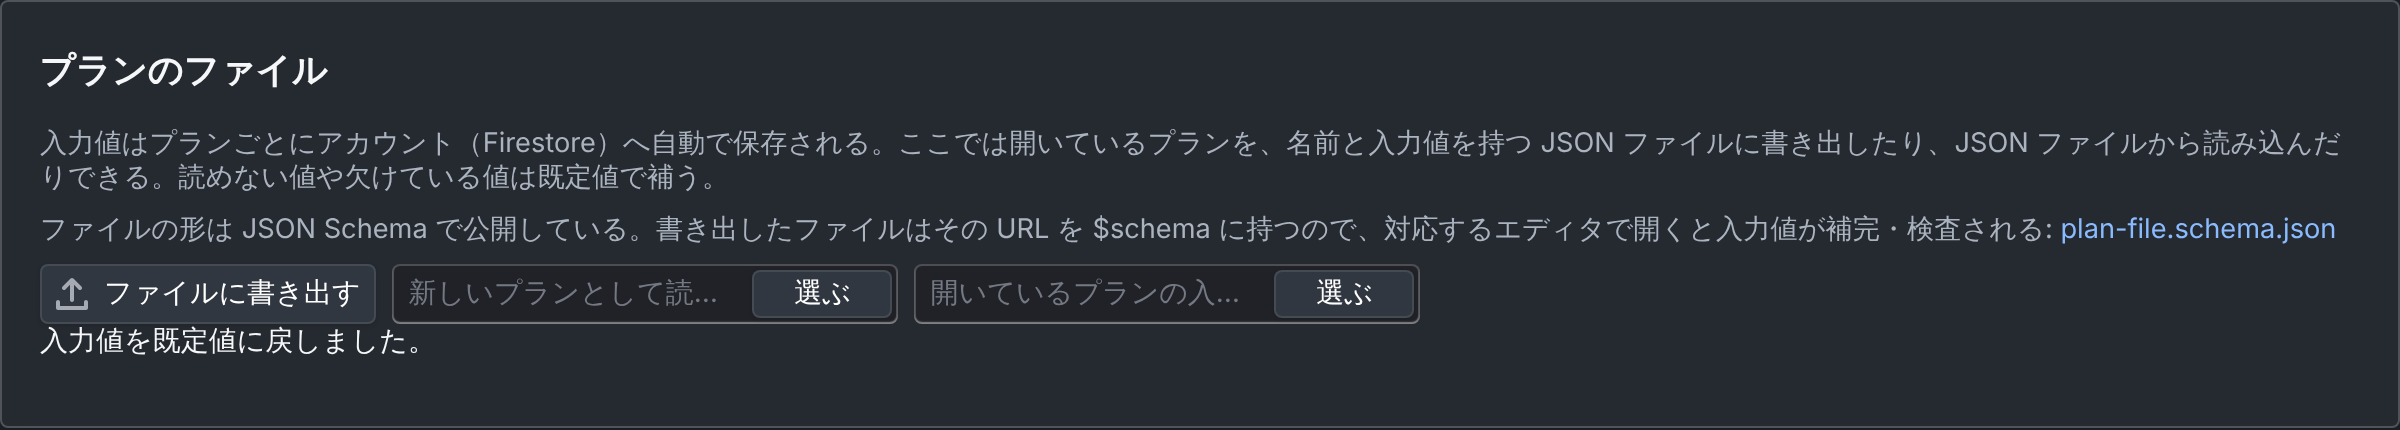 プランのファイル
入力値はプランごとにアカウント（Firestore）へ自動で保存される。ここでは開いているプランを、名前と入力値を持つ JSON ファイルに書き出したり、JSON ファイルから読み込んだ
りできる。読めない値や欠けている値は既定値で補う。
ファイルの形は JSON Schema で公開している。書き出したファイルはその URL を $schema に持つので、対応するエディタで開くと入力値が補完・検査される: plan-file.schema.json
ファイルに書き出す 新しいプランとして読... 選ぶ 開いているプランの入... 選ぶ
入力値を既定値に戻しました。